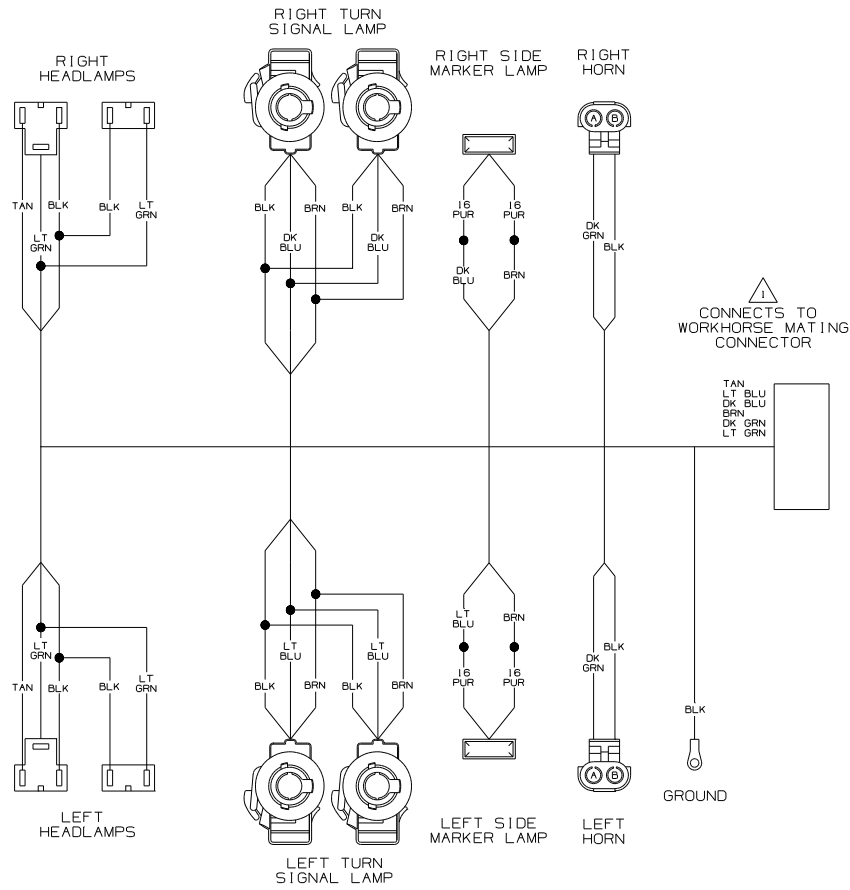 RIGHT TURN
SIGNAL LAMP
RIGHT
HEADLAMPS
RIGHT SIDE
MARKER LAMP
RIGHT
HORN
A B
TAN
BLK
BLK
LT
GRN
LT
GRN
BLK
BRN
BLK
BRN
DK
BLU
DK
BLU
16
PUR
16
PUR
DK
BLU
BRN
DK
GRN
BLK
1
CONNECTS TO
WORKHORSE MATING
CONNECTOR
TAN
LT BLU
DK BLU
BRN
DK GRN
LT GRN
LT
GRN
TAN
BLK
BLK
LT
GRN
LT
BLU
LT
BLU
BLK
BRN
BLK
BRN
LT
BLU
BRN
16
PUR
16
PUR
BLK
DK
GRN
BLK
A B
GROUND
LEFT
HEADLAMPS
LEFT TURN
SIGNAL LAMP
LEFT SIDE
MARKER LAMP
LEFT
HORN